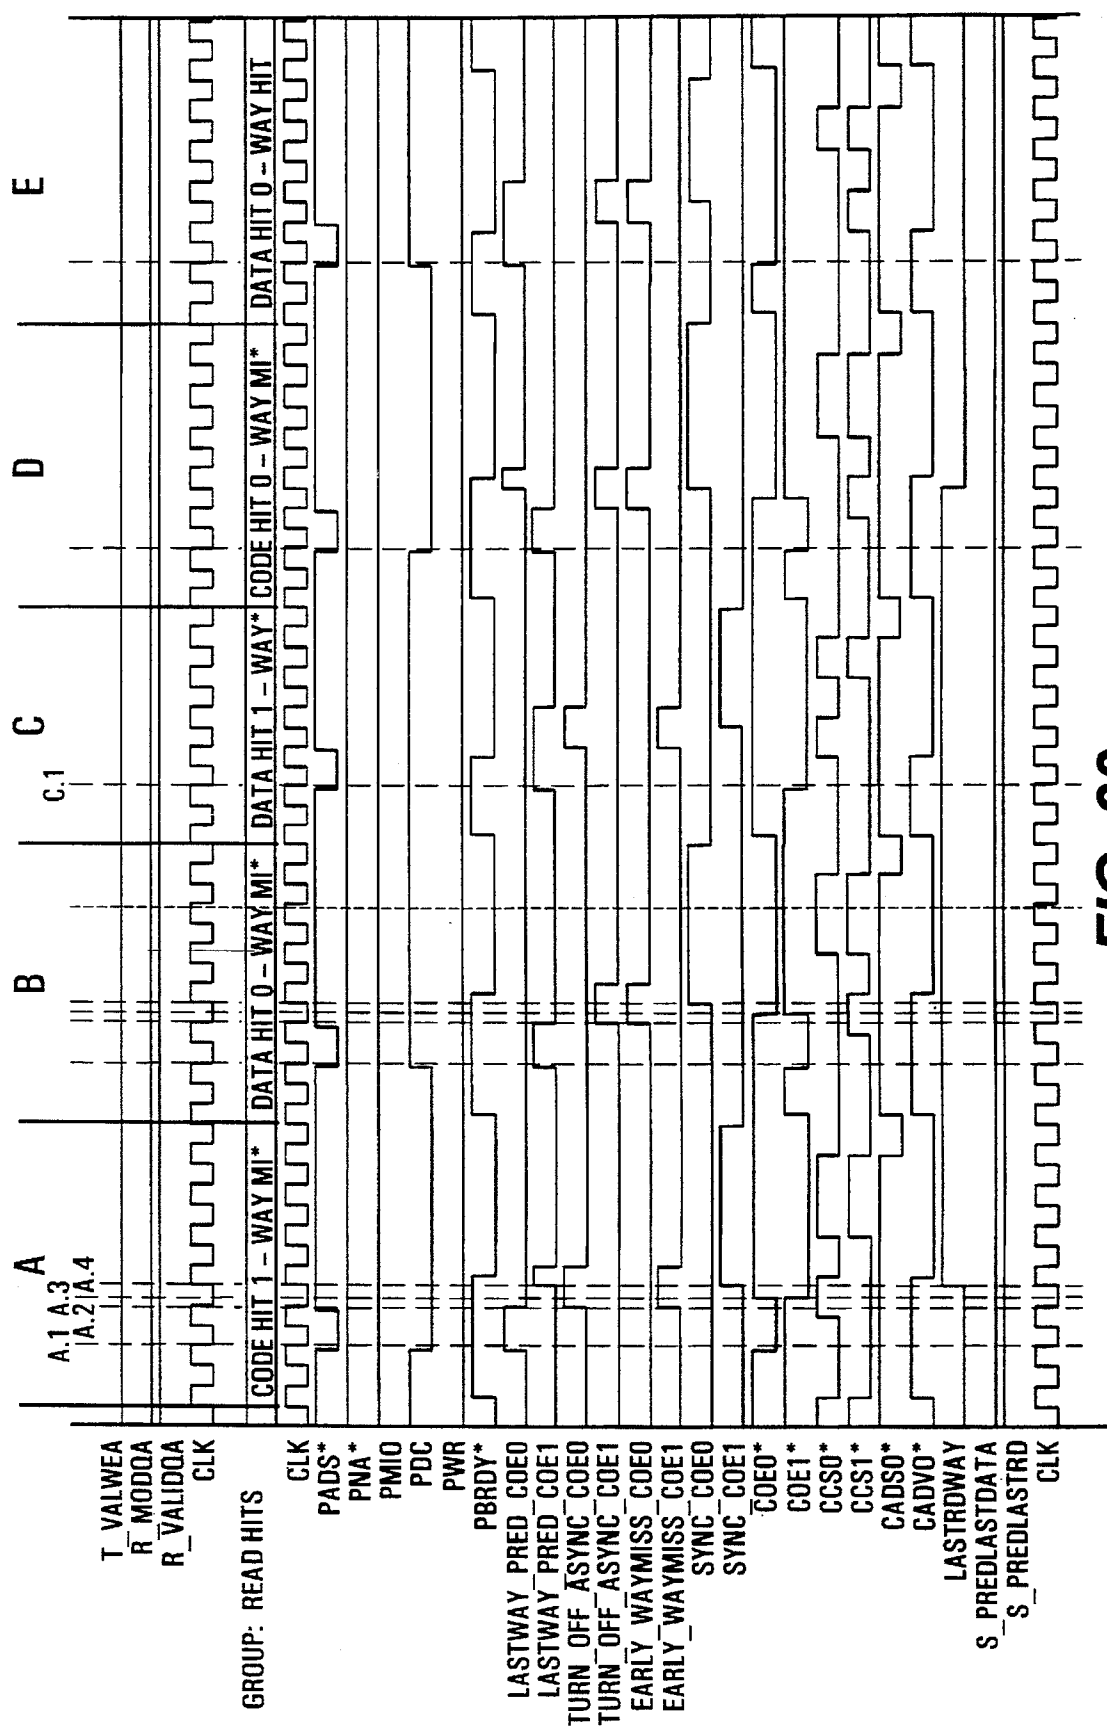 A B C D E
A.1 A.3 C.1
A.2 A.4
T_VALWEA
R_MODQA
R_VALIDQA
CLK
GROUP: READ HITS
CODE HIT 1 – WAY MI* DATA HIT 0 – WAY MI* DATA HIT 1 – WAY* CODE HIT 0 – WAY MI* DATA HIT 0 – WAY HIT
CLK
PADS*
PNA*
PMIO
PDC
PWR
PBRDY*
LASTWAY_PRED_COE0
LASTWAY_PRED_COE1
TURN_OFF_ASYNC_COE0
TURN_OFF_ASYNC_COE1
EARLY_WAYMISS_COE0
EARLY_WAYMISS_COE1
SYNC_COE0
SYNC_COE1
COE0*
COE1*
CCS0*
CCS1*
CADS0*
CADV0*
LASTRDWAY
S_PREDLASTDATA
S_PREDLASTRD
CLK